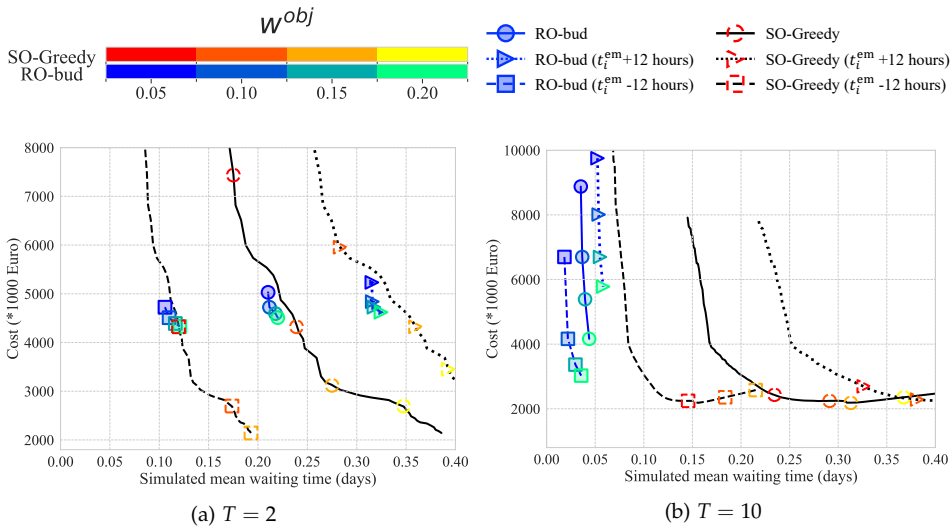 w^obj
SO-Greedy
RO-bud
0.05 0.10 0.15 0.20
RO-bud
RO-bud (t_i^em+12 hours)
RO-bud (t_i^em -12 hours)
SO-Greedy
SO-Greedy (t_i^em +12 hours)
SO-Greedy (t_i^em -12 hours)
Cost (*1000 Euro)
8000
7000
6000
5000
4000
3000
2000
0.00 0.05 0.10 0.15 0.20 0.25 0.30 0.35 0.40
Simulated mean waiting time (days)
(a) T = 2
Cost (*1000 Euro)
10000
8000
6000
4000
2000
0.00 0.05 0.10 0.15 0.20 0.25 0.30 0.35 0.40
Simulated mean waiting time (days)
(b) T = 10